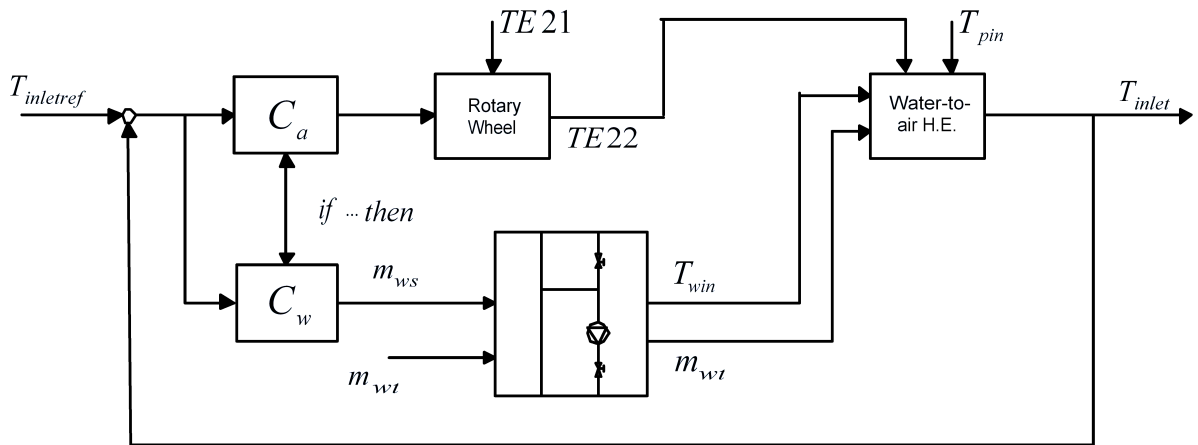 TE21
T_pin
T_inletref
C_a
Rotary
Wheel
TE22
Water-to-
air H.E.
T_inlet
if ... then
C_w
m_ws
T_win
m_wt
m_wt